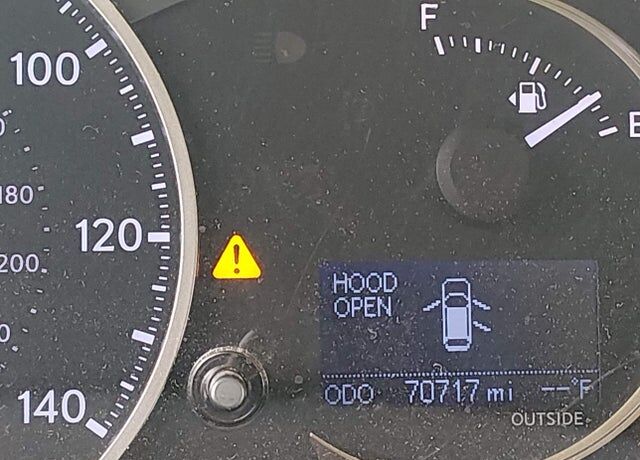 F
100
E
180
120
200
HOOD
OPEN
ODO 70717 mi --°F
140
OUTSIDE